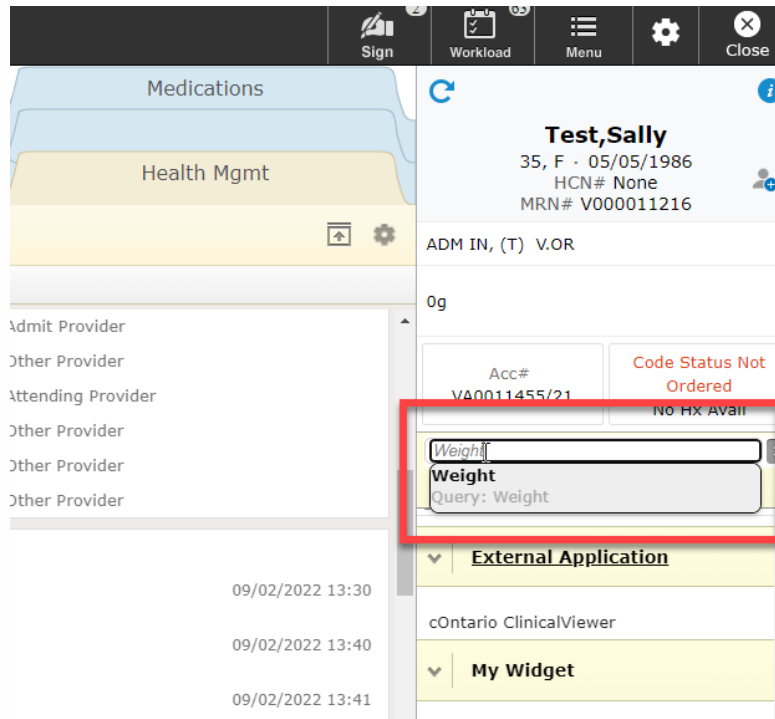 2
63
Sign
Workload
Menu
Close
Medications
Health Mgmt
Admit Provider
Other Provider
Attending Provider
Other Provider
Other Provider
Other Provider
09/02/2022 13:30
09/02/2022 13:40
09/02/2022 13:41
i
Test,Sally
35, F · 05/05/1986
HCN# None
MRN# V000011216
ADM IN, (T) V.OR
0g
Acc#
VA0011455/21
Code Status Not
Ordered
No Hx Avail
Weight
Weight
Query: Weight
External Application
cOntario ClinicalViewer
My Widget